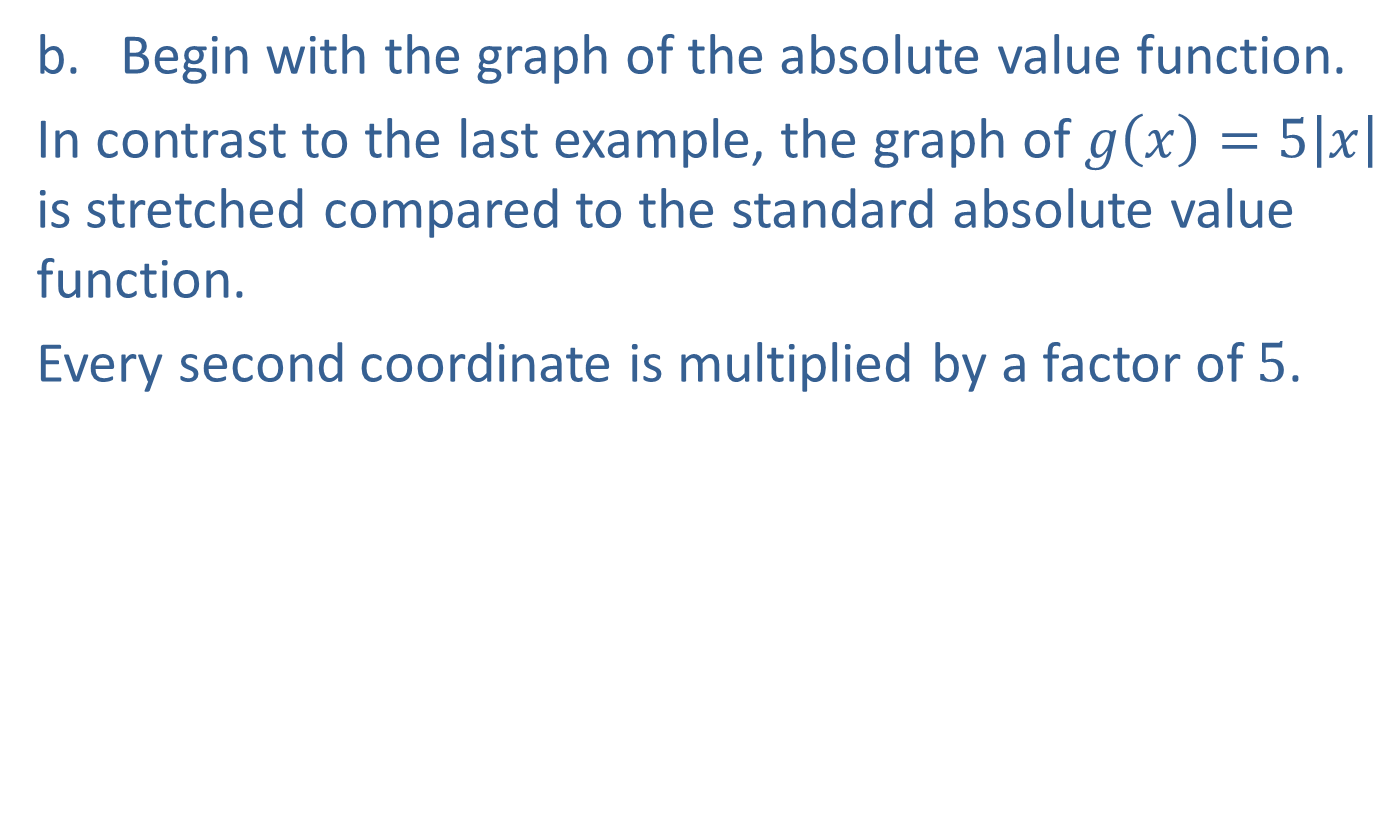 b. Begin with the graph of the absolute value function.
In contrast to the last example, the graph of g(x) = 5|x|
is stretched compared to the standard absolute value
function.
Every second coordinate is multiplied by a factor of 5.